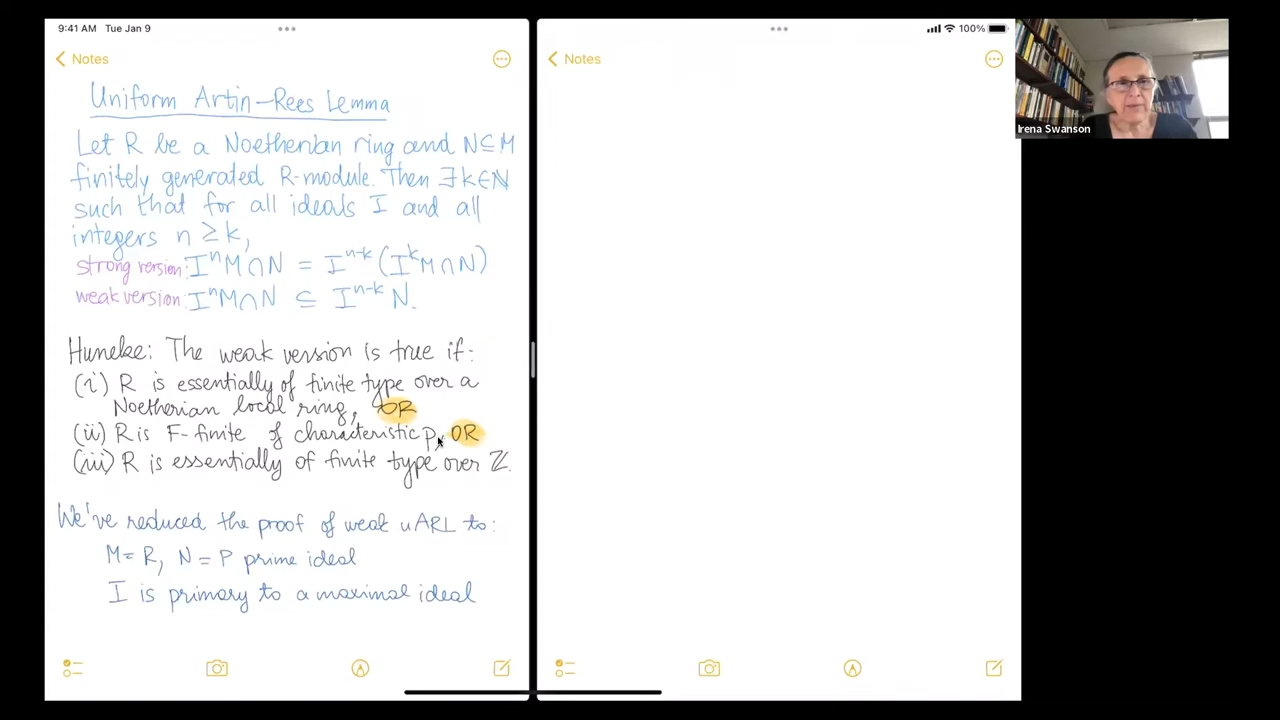 9:41 AM Tue Jan 9
100%
Notes
Notes
Uniform Artin-Rees Lemma
Let R be a Noetherian ring and N⊆M
finitely generated R-module. Then ∃k∈ℕ
such that for all ideals I and all
integers n ≥ k,
strong version: IⁿM∩N = Iⁿ⁻ᵏ(IᵏM∩N)
weak version: IⁿM∩N ⊆ Iⁿ⁻ᵏN.
Huneke: The weak version is true if:
(i) R is essentially of finite type over a
Noetherian local ring, OR
(ii) R is F-finite of characteristic p, OR
(iii) R is essentially of finite type over ℤ.
We've reduced the proof of weak uARL to:
M=R, N=P prime ideal
I is primary to a maximal ideal
Irena Swanson